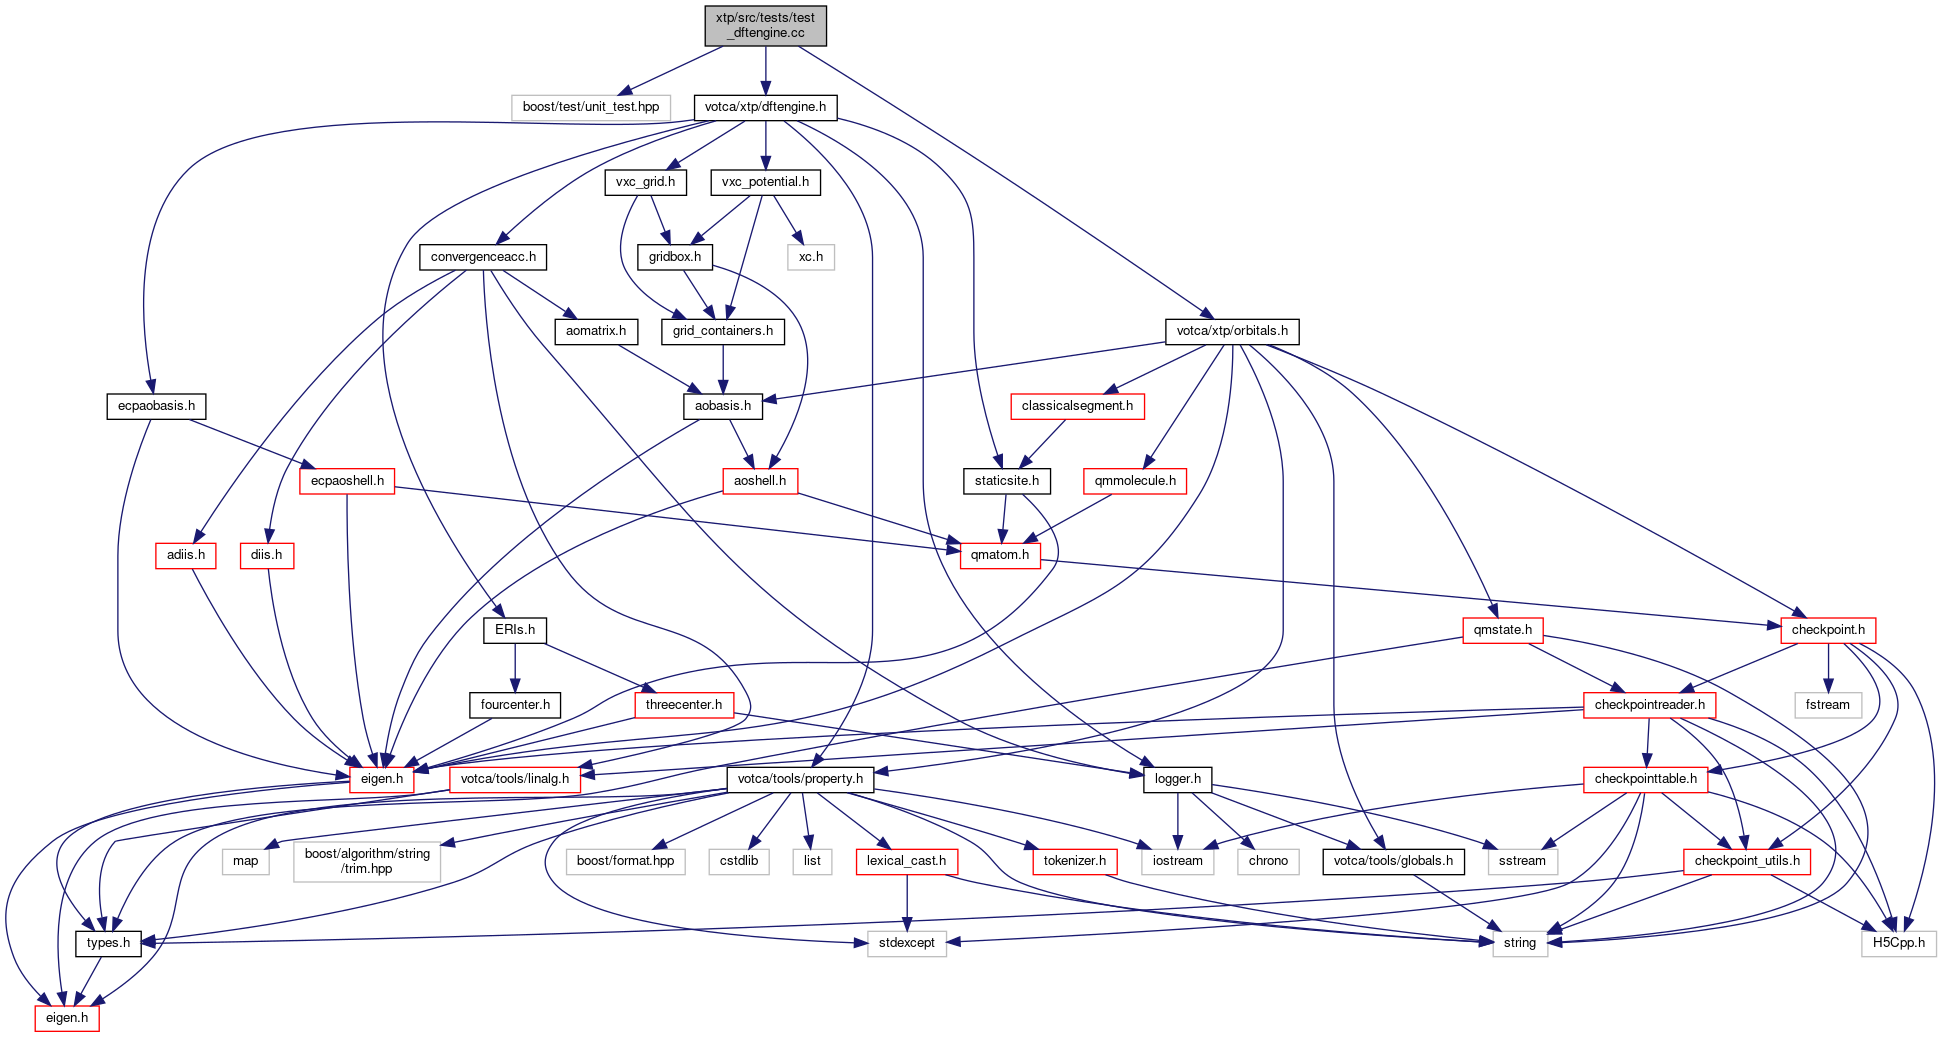 xtp/src/tests/test
_dftengine.cc
boost/test/unit_test.hpp
votca/xtp/dftengine.h
vxc_grid.h
vxc_potential.h
convergenceacc.h
gridbox.h
xc.h
aomatrix.h
grid_containers.h
votca/xtp/orbitals.h
ecpaobasis.h
aobasis.h
classicalsegment.h
ecpaoshell.h
aoshell.h
staticsite.h
qmmolecule.h
adiis.h
diis.h
qmatom.h
ERIs.h
qmstate.h
checkpoint.h
fourcenter.h
threecenter.h
checkpointreader.h
fstream
eigen.h
votca/tools/linalg.h
votca/tools/property.h
logger.h
checkpointtable.h
map
boost/algorithm/string
/trim.hpp
boost/format.hpp
cstdlib
list
lexical_cast.h
tokenizer.h
iostream
chrono
votca/tools/globals.h
sstream
checkpoint_utils.h
types.h
stdexcept
string
H5Cpp.h
eigen.h